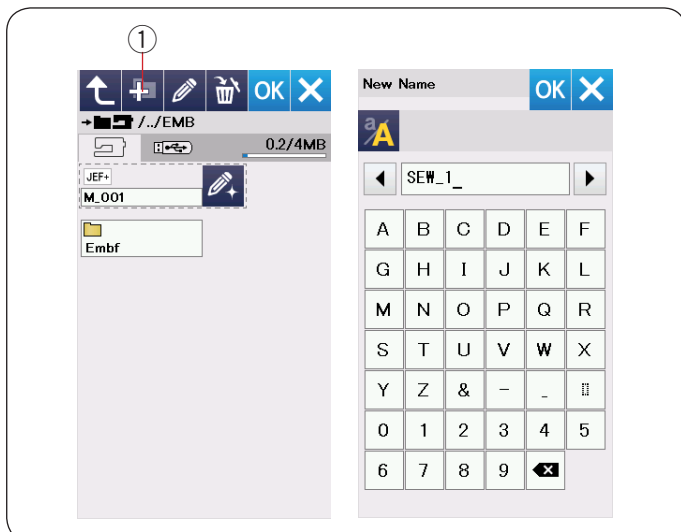 1
OK
/../EMB
0.2/4MB
JEF+
M_001
Embf
New Name
OK
a/A
SEW_1_
A B C D E F
G H I J K L
M N O P Q R
S T U V W X
Y Z & - _
0 1 2 3 4 5
6 7 8 9